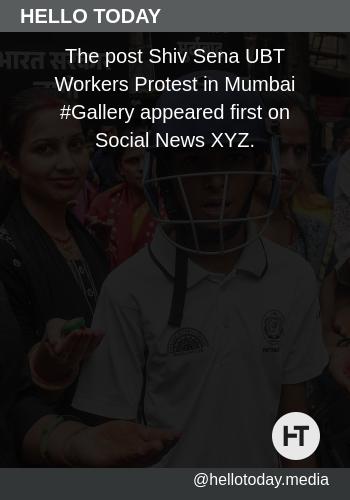 HELLO TODAY
भारत सरकार
The post Shiv Sena UBT
Workers Protest in Mumbai
#Gallery appeared first on
Social News XYZ.
HT
@hellotoday.media